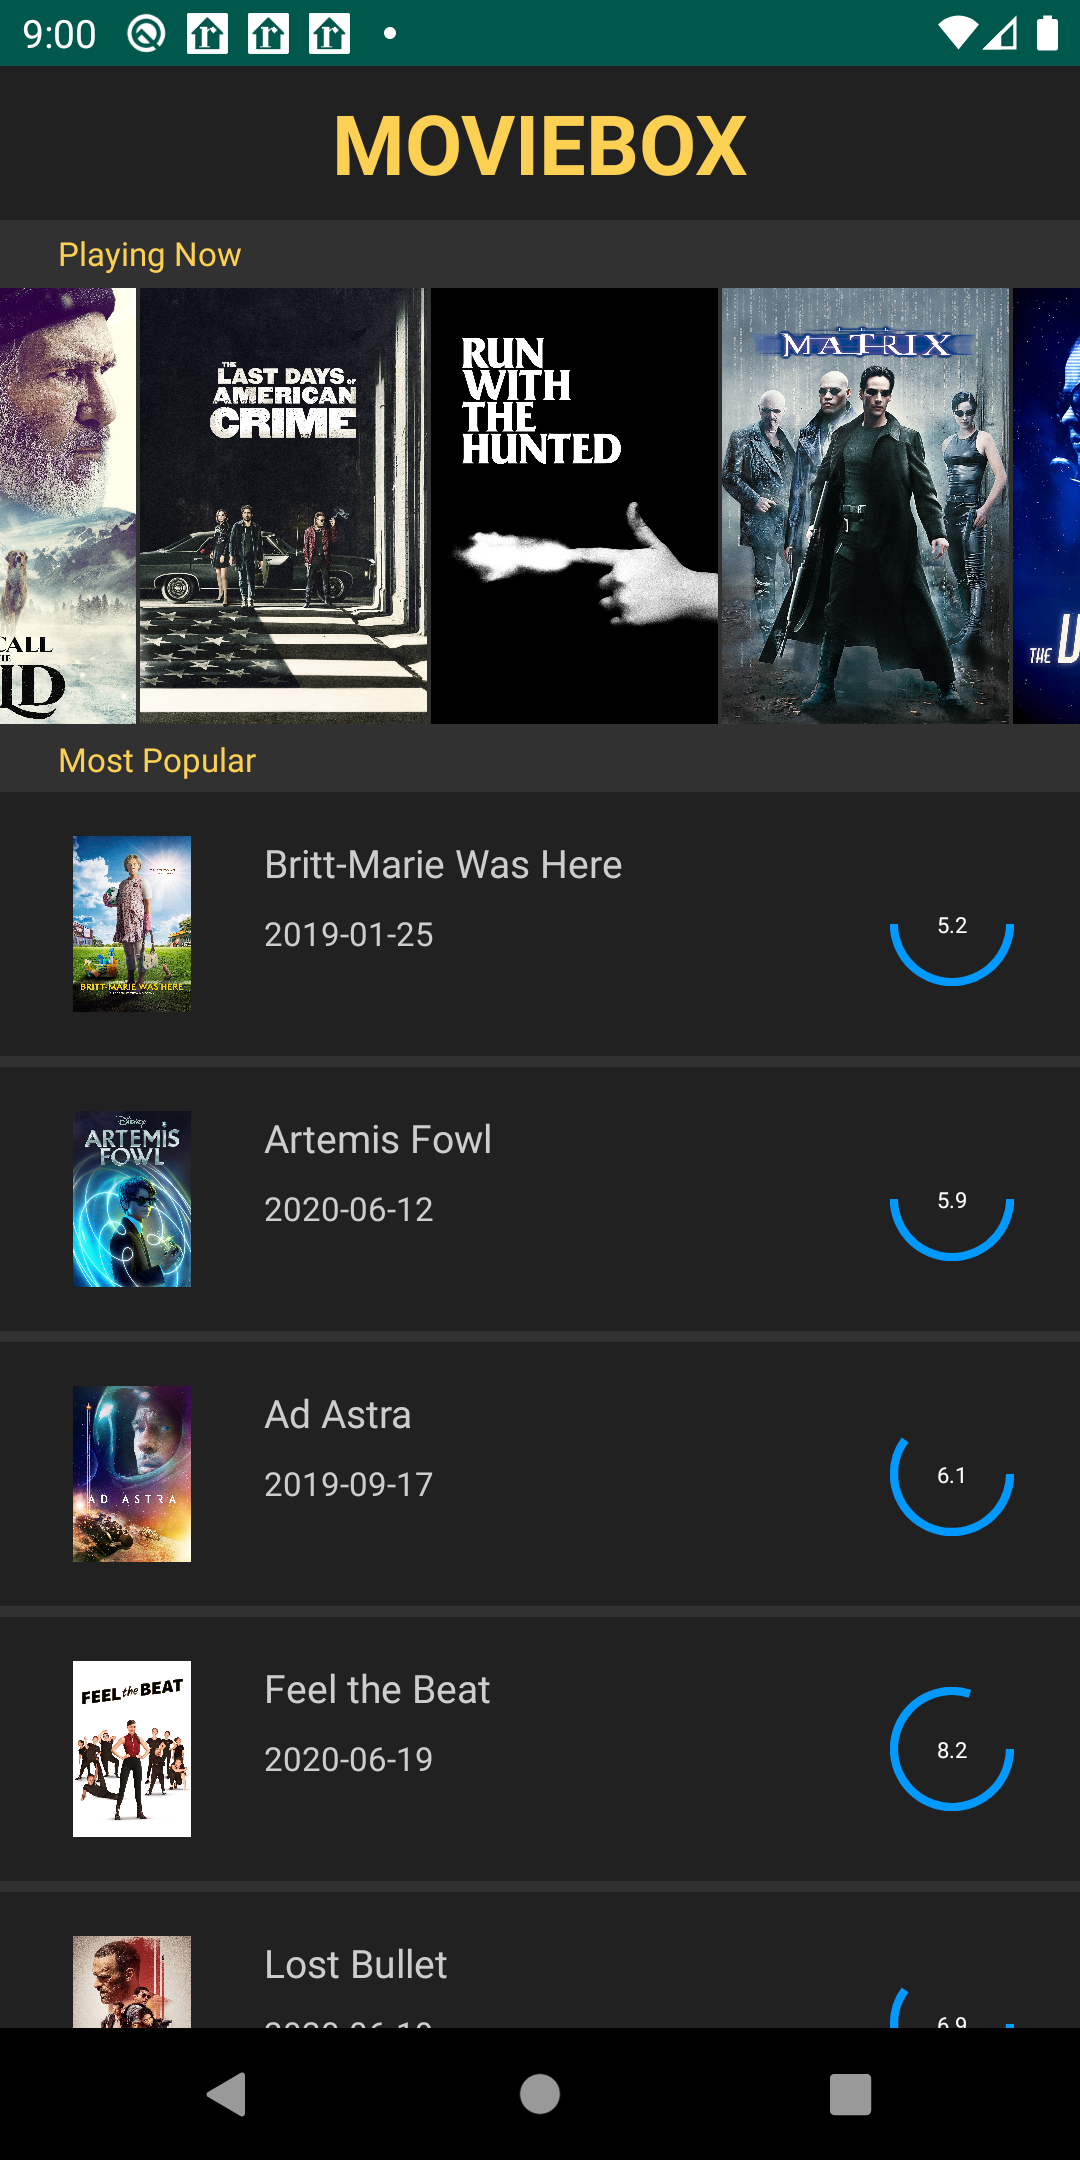 9:00
MOVIEBOX
Playing Now
CALL
THE
LAST DAYS OF
AMERICAN
CRIME
RUN
WITH
THE
HUNTED
MATRIX
THE
Most Popular
Britt-Marie Was Here
2019-01-25
5.2
BRITT-MARIE WAS HERE
Artemis Fowl
2020-06-12
5.9
Disney
ARTEMIS
FOWL
Ad Astra
2019-09-17
6.1
AD ASTRA
Feel the Beat
2020-06-19
8.2
FEEL the BEAT
Lost Bullet
6.9